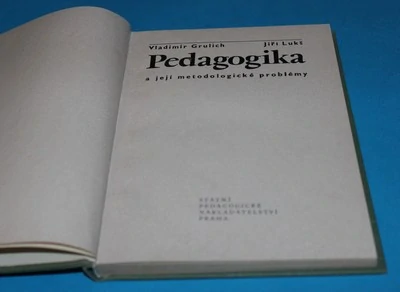 Vladimír Grulich Jiří Lukš
Pedagogika
a její metodologické problémy
STÁTNÍ
PEDAGOGICKÉ
NAKLADATELSTVÍ
PRAHA